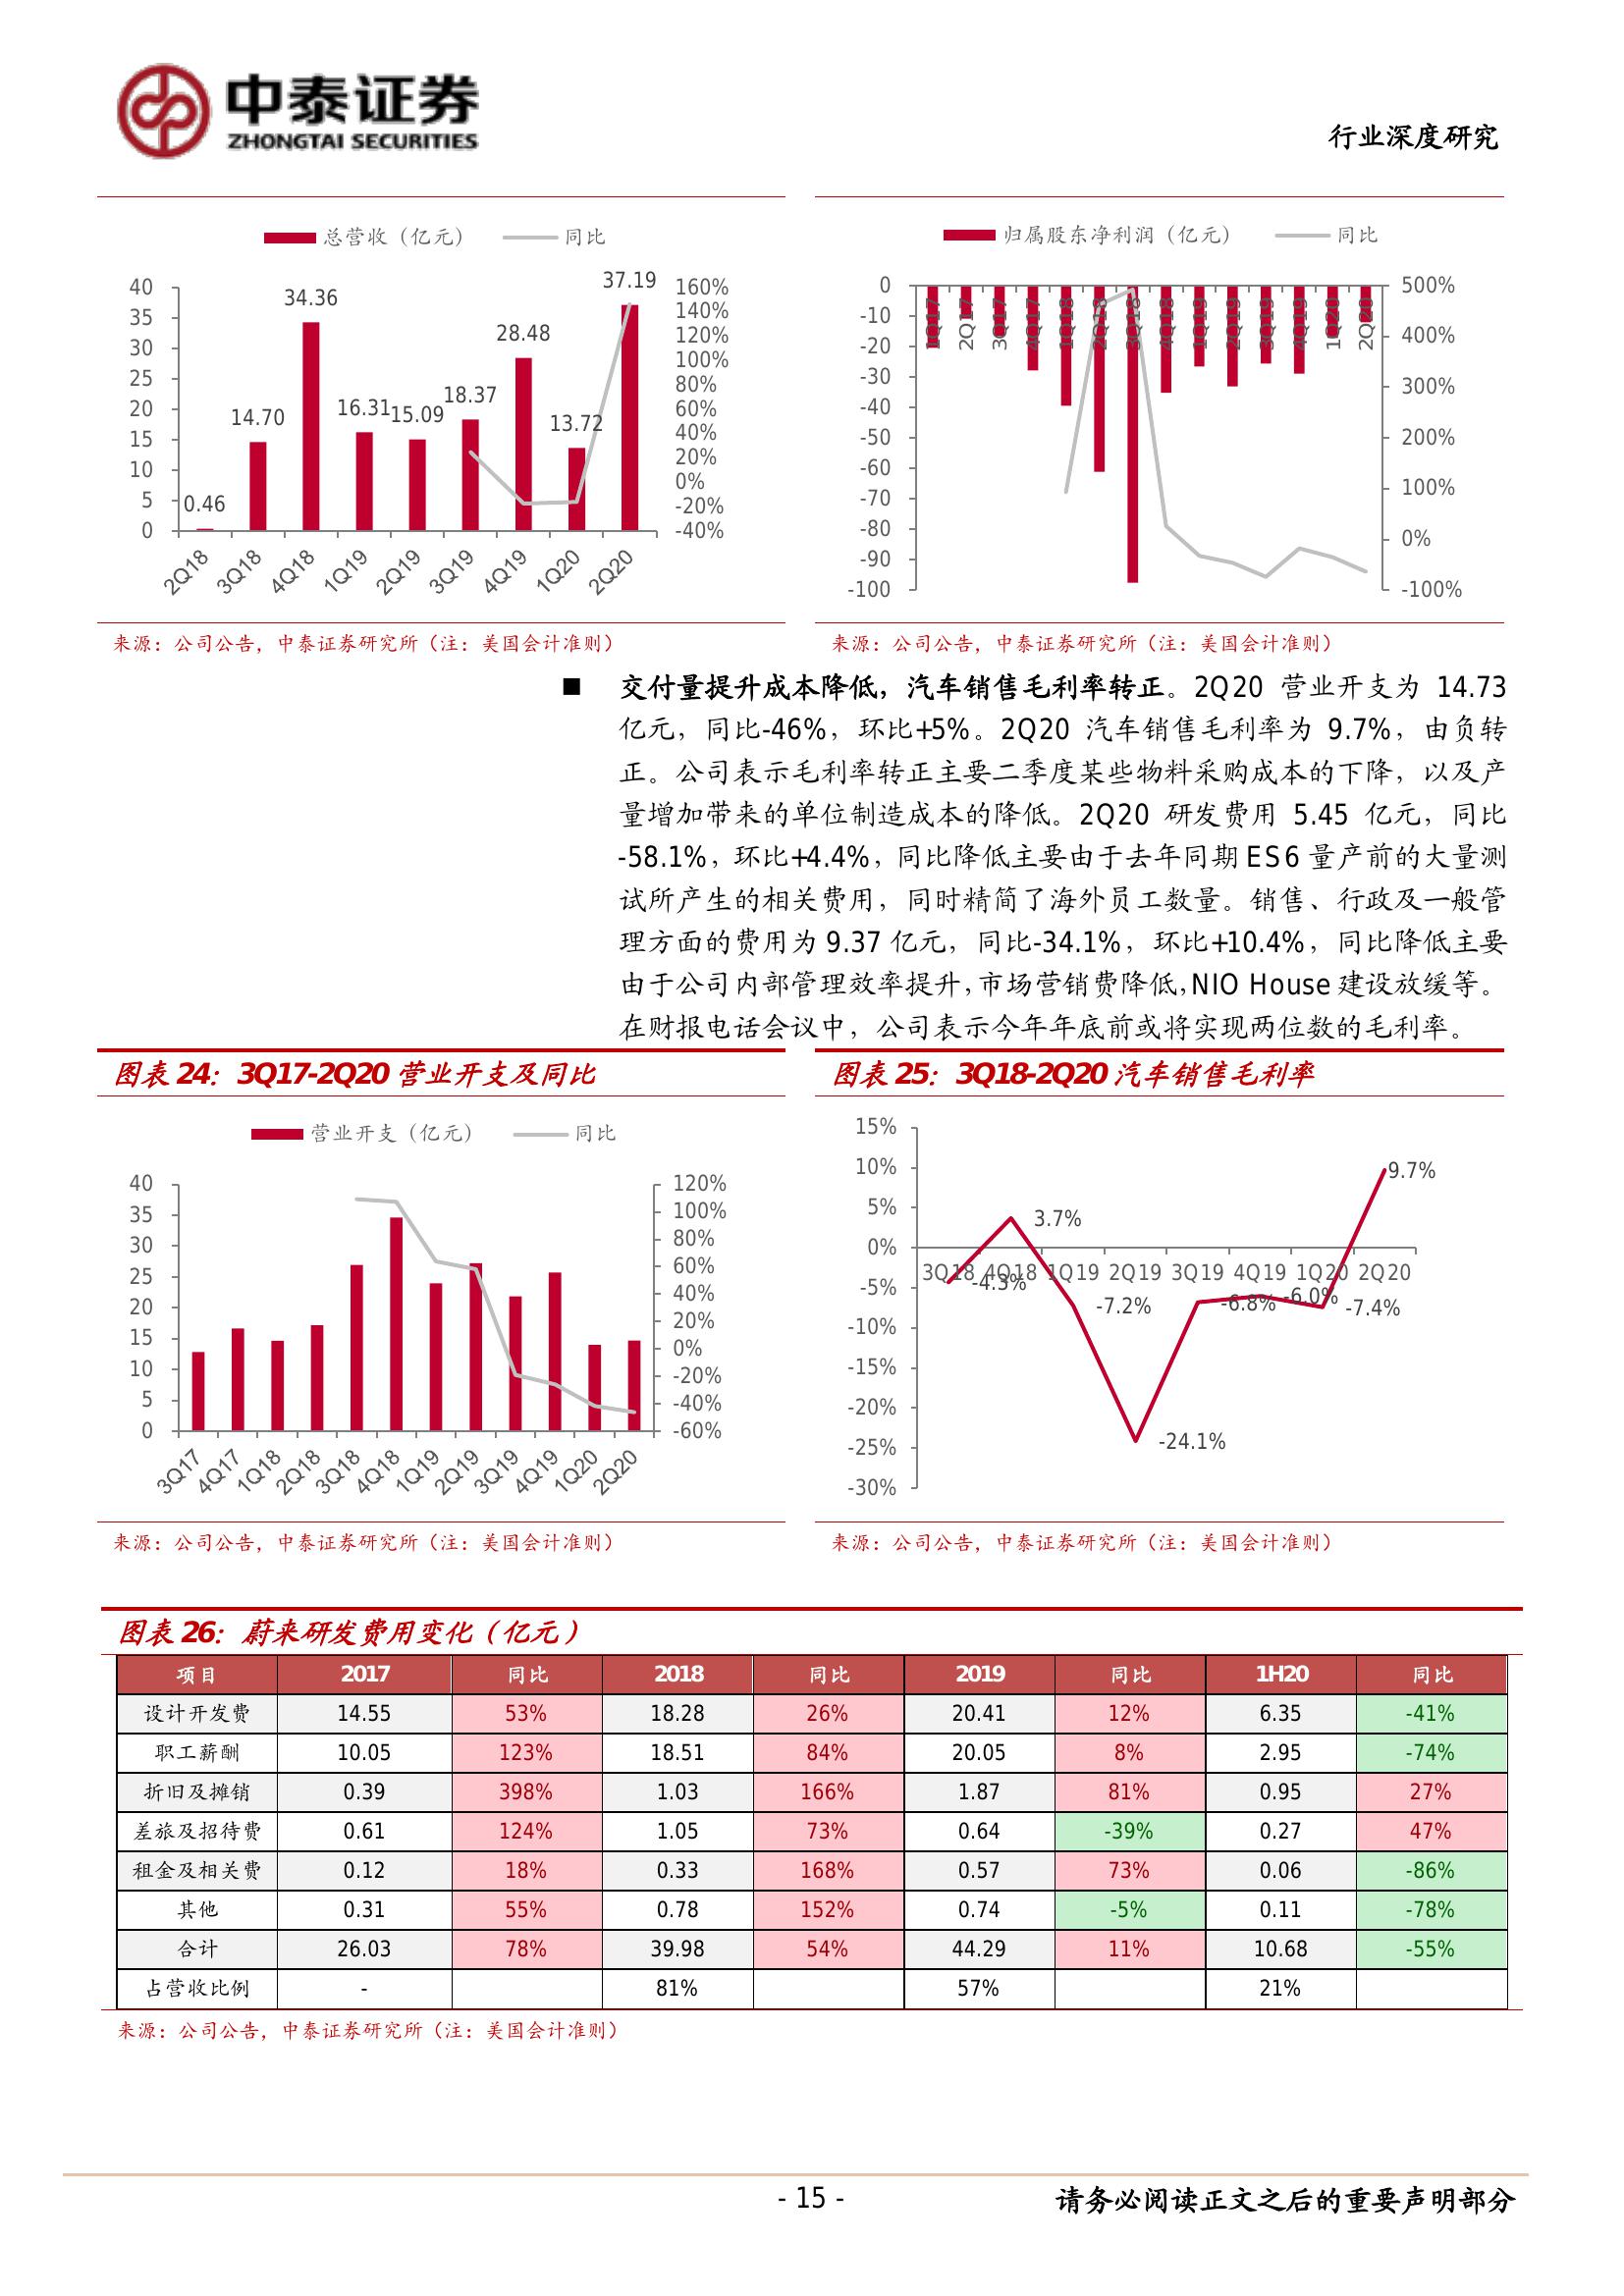 中泰证券
ZHONGTAI SECURITIES
行业深度研究
总营收（亿元） 同比
40 35 30 25 20 15 10 5 0
0.46 14.70 34.36 16.31 15.09 18.37 28.48 13.72 37.19
160% 140% 120% 100% 80% 60% 40% 20% 0% -20% -40%
2Q18 3Q18 4Q18 1Q19 2Q19 3Q19 4Q19 1Q20 2Q20
来源：公司公告，中泰证券研究所（注：美国会计准则）
归属股东净利润（亿元） 同比
0 -10 -20 -30 -40 -50 -60 -70 -80 -90 -100
1Q17 2Q17 3Q17 4Q17 1Q18 2Q18 3Q18 4Q18 1Q19 2Q19 3Q19 4Q19 1Q20 2Q20
500% 400% 300% 200% 100% 0% -100%
来源：公司公告，中泰证券研究所（注：美国会计准则）
■ 交付量提升成本降低，汽车销售毛利率转正。2Q20 营业开支为 14.73
亿元，同比-46%，环比+5%。2Q20 汽车销售毛利率为 9.7%，由负转
正。公司表示毛利率转正主要二季度某些物料采购成本的下降，以及产
量增加带来的单位制造成本的降低。2Q20 研发费用 5.45 亿元，同比
-58.1%，环比+4.4%，同比降低主要由于去年同期 ES6 量产前的大量测
试所产生的相关费用，同时精简了海外员工数量。销售、行政及一般管
理方面的费用为 9.37 亿元，同比-34.1%，环比+10.4%，同比降低主要
由于公司内部管理效率提升，市场营销费降低，NIO House 建设放缓等。
在财报电话会议中，公司表示今年年底前或将实现两位数的毛利率。
图表 24：3Q17-2Q20 营业开支及同比
营业开支（亿元） 同比
40 35 30 25 20 15 10 5 0
120% 100% 80% 60% 40% 20% 0% -20% -40% -60%
3Q17 4Q17 1Q18 2Q18 3Q18 4Q18 1Q19 2Q19 3Q19 4Q19 1Q20 2Q20
来源：公司公告，中泰证券研究所（注：美国会计准则）
图表 25：3Q18-2Q20 汽车销售毛利率
15% 10% 5% 0% -5% -10% -15% -20% -25% -30%
3Q18 4Q18 1Q19 2Q19 3Q19 4Q19 1Q20 2Q20
-4.3% 3.7% -7.2% -24.1% -6.8% -6.0% -7.4% 9.7%
来源：公司公告，中泰证券研究所（注：美国会计准则）
图表 26：蔚来研发费用变化（亿元）
项目 2017 同比 2018 同比 2019 同比 1H20 同比
设计开发费 14.55 53% 18.28 26% 20.41 12% 6.35 -41%
职工薪酬 10.05 123% 18.51 84% 20.05 8% 2.95 -74%
折旧及摊销 0.39 398% 1.03 166% 1.87 81% 0.95 27%
差旅及招待费 0.61 124% 1.05 73% 0.64 -39% 0.27 47%
租金及相关费 0.12 18% 0.33 168% 0.57 73% 0.06 -86%
其他 0.31 55% 0.78 152% 0.74 -5% 0.11 -78%
合计 26.03 78% 39.98 54% 44.29 11% 10.68 -55%
占营收比例 - 81% 57% 21%
来源：公司公告，中泰证券研究所（注：美国会计准则）
- 15 -
请务必阅读正文之后的重要声明部分